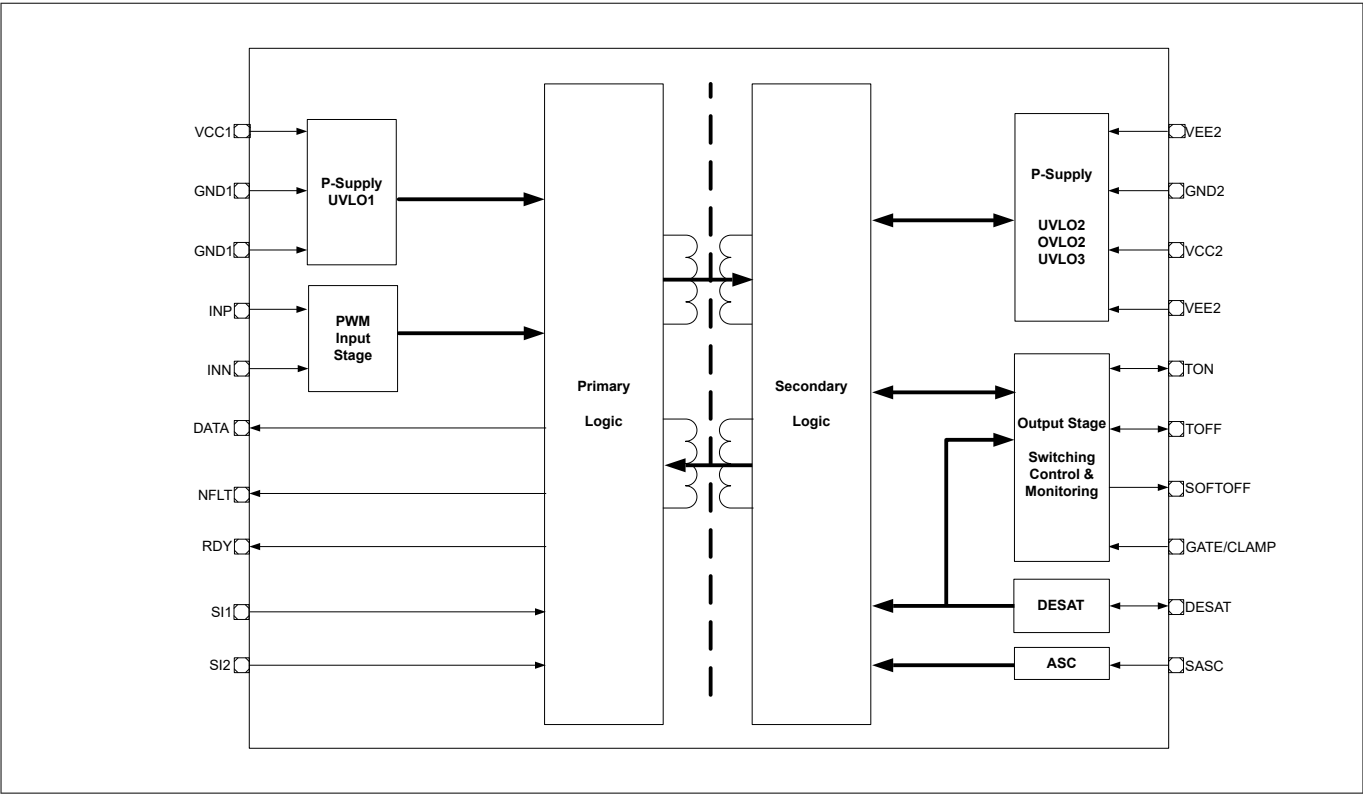 VCC1
GND1
GND1
INP
INN
DATA
NFLT
RDY
SI1
SI2
P-Supply
UVLO1
PWM
Input
Stage
Primary
Logic
Secondary
Logic
P-Supply
UVLO2
OVLO2
UVLO3
Output Stage
Switching
Control &
Monitoring
DESAT
ASC
VEE2
GND2
VCC2
VEE2
TON
TOFF
SOFTOFF
GATE/CLAMP
DESAT
SASC